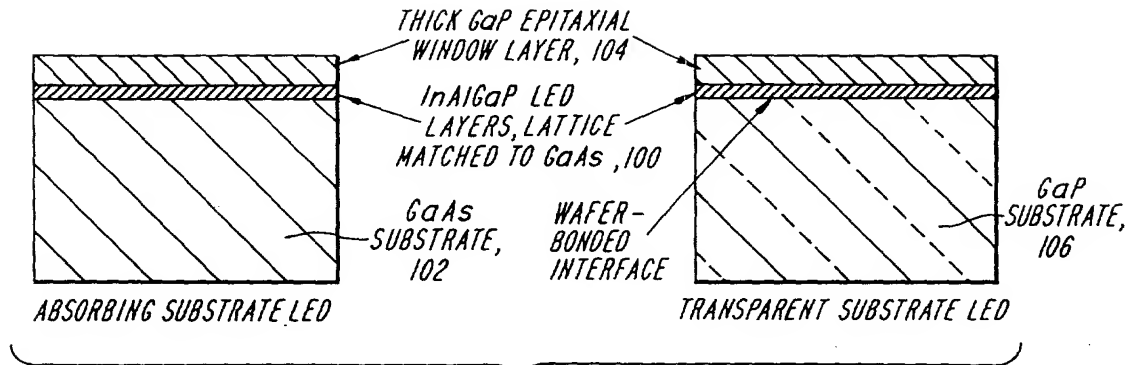 THICK GaP EPITAXIAL
WINDOW LAYER, 104
InAlGaP LED
LAYERS, LATTICE
MATCHED TO GaAs ,100
GaAs
SUBSTRATE,
102
WAFER-
BONDED
INTERFACE
GaP
SUBSTRATE,
106
ABSORBING SUBSTRATE LED
TRANSPARENT SUBSTRATE LED